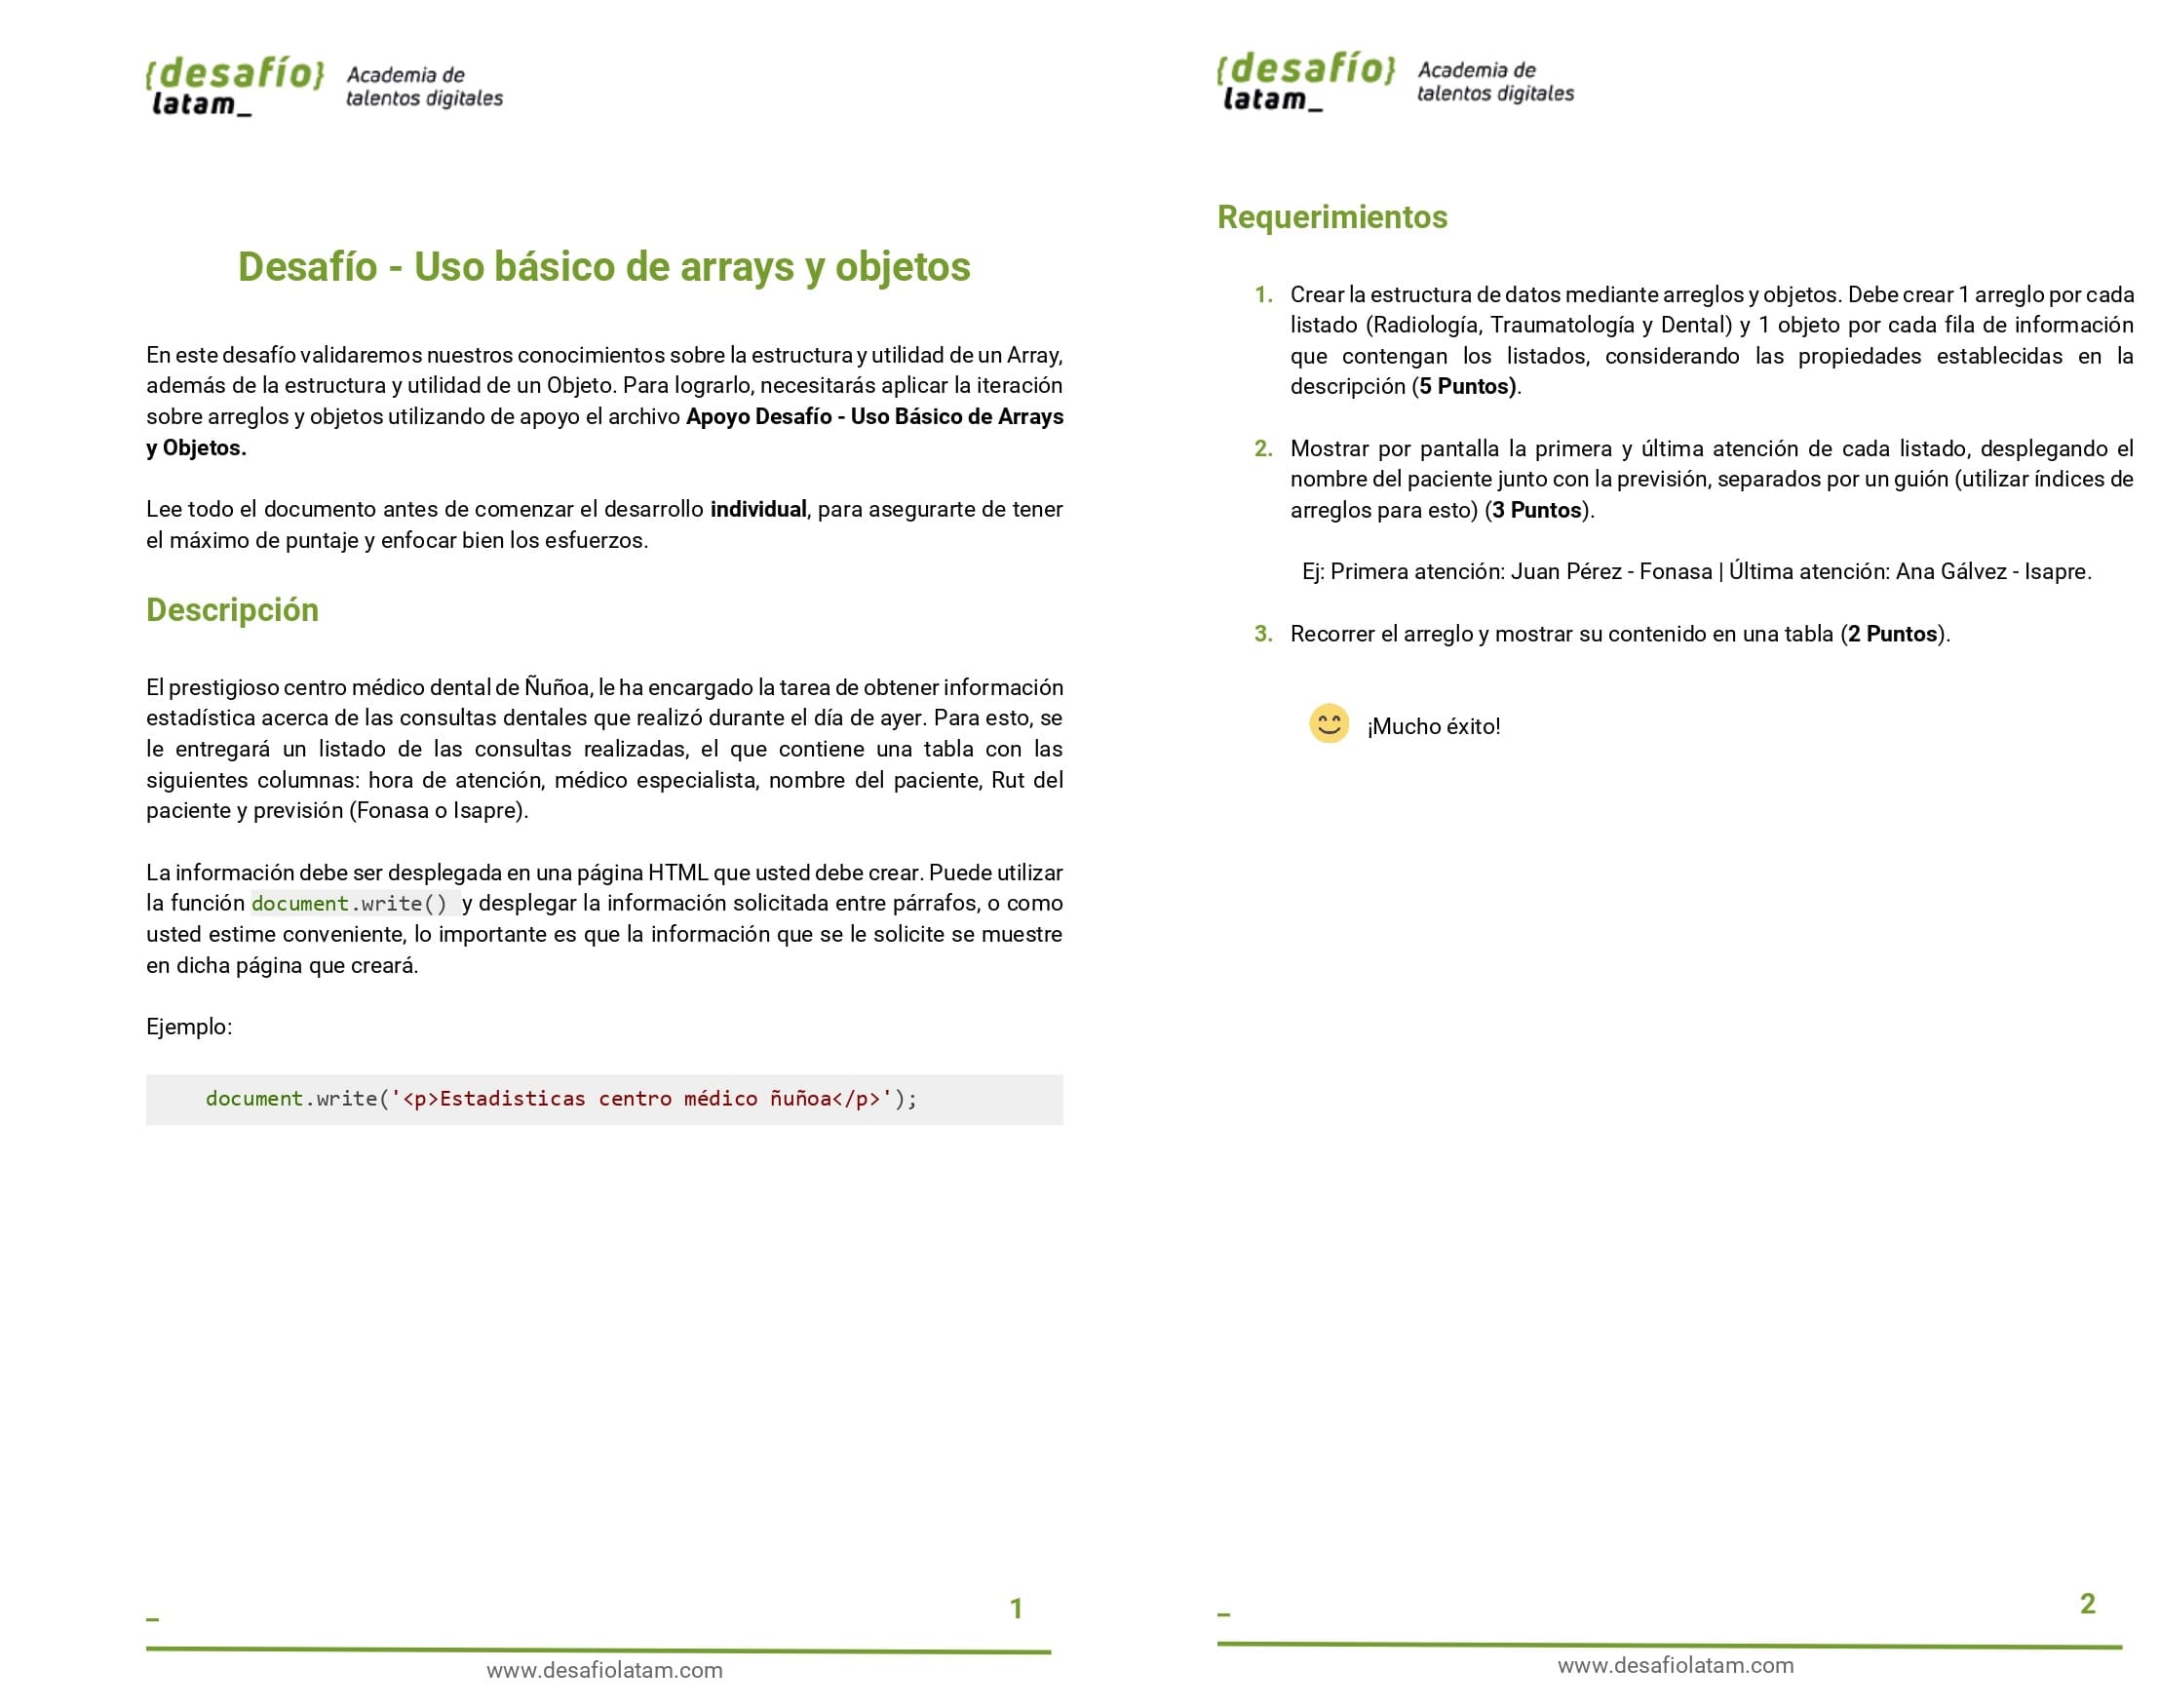 {desafío}
latam_
Academia de
talentos digitales
Desafío - Uso básico de arrays y objetos
En este desafío validaremos nuestros conocimientos sobre la estructura y utilidad de un Array,
además de la estructura y utilidad de un Objeto. Para lograrlo, necesitarás aplicar la iteración
sobre arreglos y objetos utilizando de apoyo el archivo Apoyo Desafío - Uso Básico de Arrays
y Objetos.
Lee todo el documento antes de comenzar el desarrollo individual, para asegurarte de tener
el máximo de puntaje y enfocar bien los esfuerzos.
Descripción
El prestigioso centro médico dental de Ñuñoa, le ha encargado la tarea de obtener información
estadística acerca de las consultas dentales que realizó durante el día de ayer. Para esto, se
le entregará un listado de las consultas realizadas, el que contiene una tabla con las
siguientes columnas: hora de atención, médico especialista, nombre del paciente, Rut del
paciente y previsión (Fonasa o Isapre).
La información debe ser desplegada en una página HTML que usted debe crear. Puede utilizar
la función document.write() y desplegar la información solicitada entre párrafos, o como
usted estime conveniente, lo importante es que la información que se le solicite se muestre
en dicha página que creará.
Ejemplo:
document.write('<p>Estadisticas centro médico ñuñoa</p>');
_
1
www.desafiolatam.com
{desafío}
latam_
Academia de
talentos digitales
Requerimientos
1. Crear la estructura de datos mediante arreglos y objetos. Debe crear 1 arreglo por cada
listado (Radiología, Traumatología y Dental) y 1 objeto por cada fila de información
que contengan los listados, considerando las propiedades establecidas en la
descripción (5 Puntos).
2. Mostrar por pantalla la primera y última atención de cada listado, desplegando el
nombre del paciente junto con la previsión, separados por un guión (utilizar índices de
arreglos para esto) (3 Puntos).
Ej: Primera atención: Juan Pérez - Fonasa | Última atención: Ana Gálvez - Isapre.
3. Recorrer el arreglo y mostrar su contenido en una tabla (2 Puntos).
¡Mucho éxito!
_
2
www.desafiolatam.com